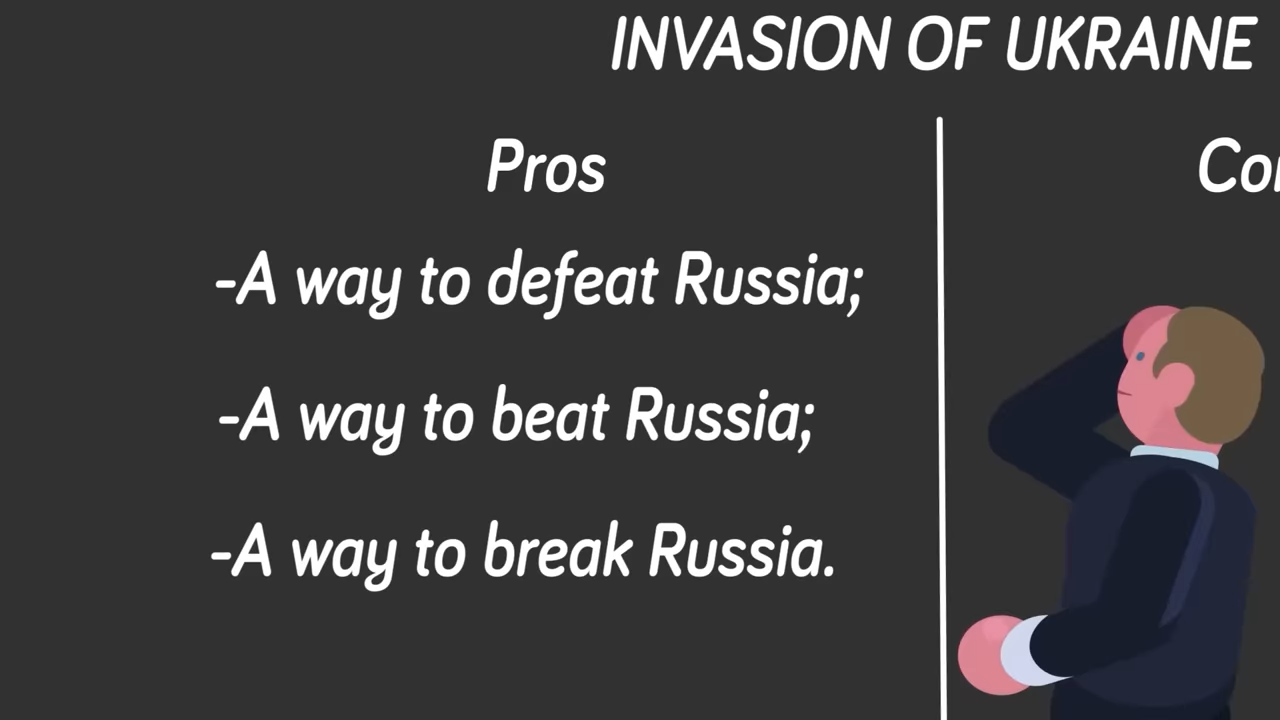 INVASION OF UKRAINE
Pros
-A way to defeat Russia;
-A way to beat Russia;
-A way to break Russia.